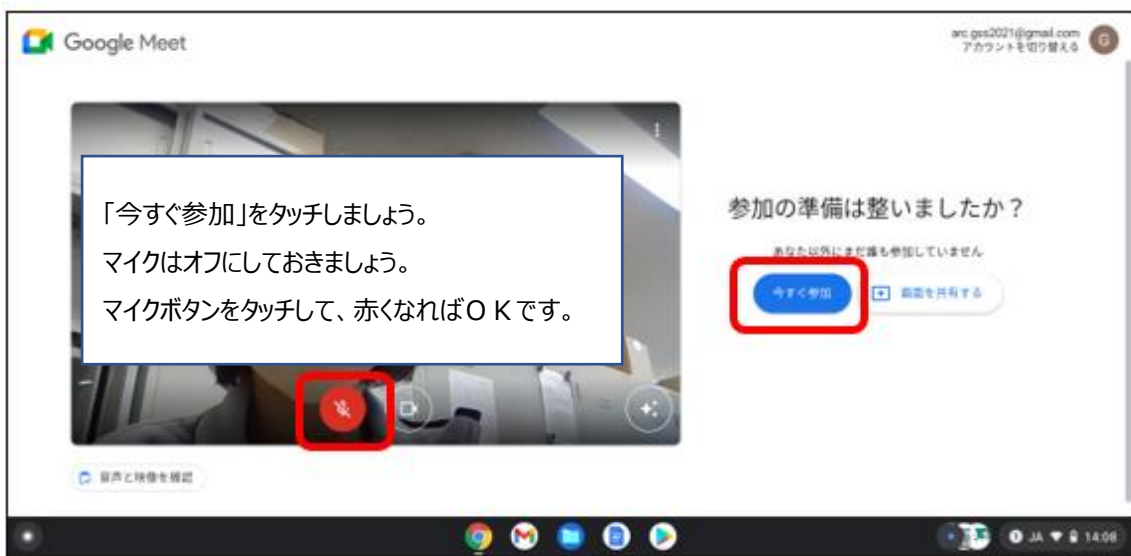 Google Meet
arc.gss2021@gmail.com
アカウントを切り替える
G
「今すぐ参加」をタッチしましょう。
マイクはオフにしておきましょう。
マイクボタンをタッチして、赤くなればＯＫです。
参加の準備は整いましたか？
あなた以外にまだ誰も参加していません
今すぐ参加
画面を共有する
音声と映像を確認
JA
14:08